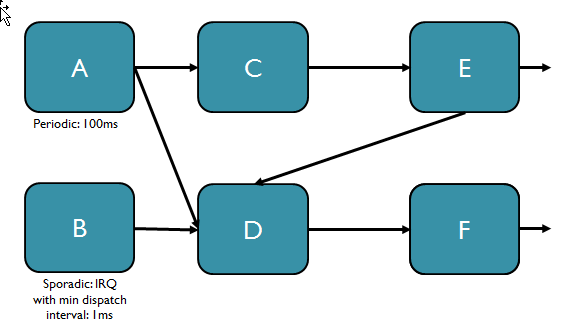 A
C
E
Periodic: 100ms
B
D
F
Sporadic: IRQ
with min dispatch
interval: 1ms